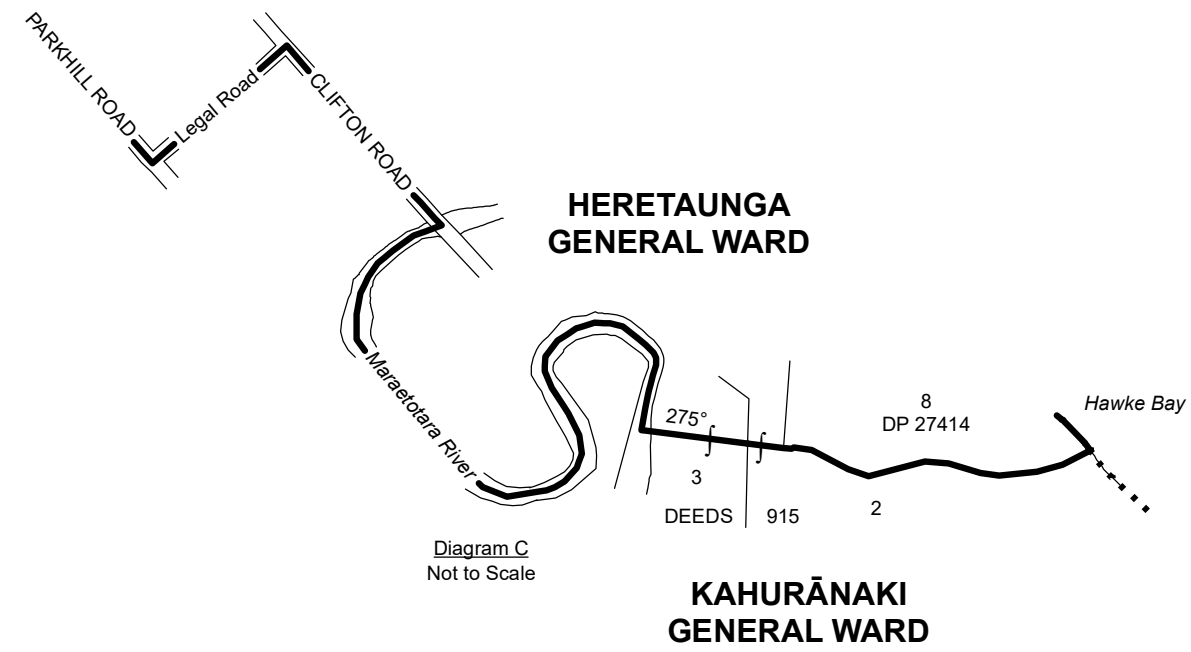 PARKHILL ROAD
Legal Road
CLIFTON ROAD
HERETAUNGA
GENERAL WARD
Maraetotara River
275°
8
DP 27414
Hawke Bay
3
DEEDS
915
2
Diagram C
Not to Scale
KAHURĀNAKI
GENERAL WARD